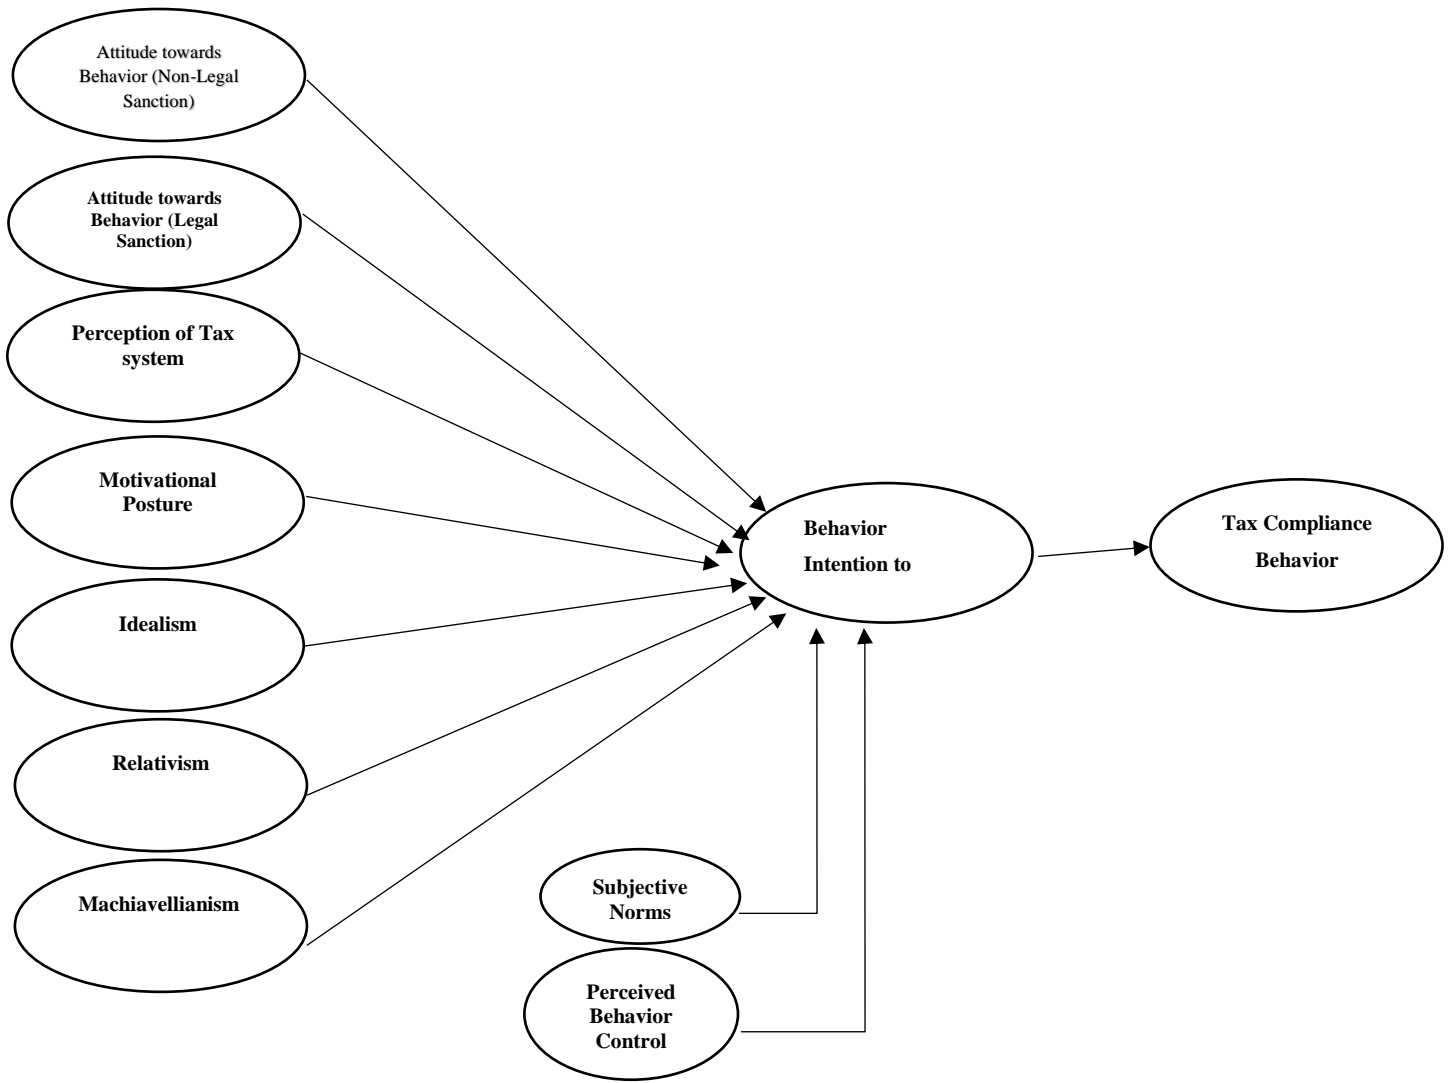 Attitude towards
Behavior (Non-Legal
Sanction)
Attitude towards
Behavior (Legal
Sanction)
Perception of Tax
system
Motivational
Posture
Idealism
Relativism
Machiavellianism
Behavior
Intention to
Tax Compliance
Behavior
Subjective
Norms
Perceived
Behavior
Control